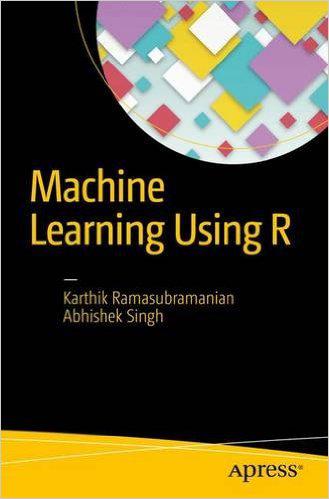 Machine
Learning Using R
—
Karthik Ramasubramanian
Abhishek Singh
Apress®